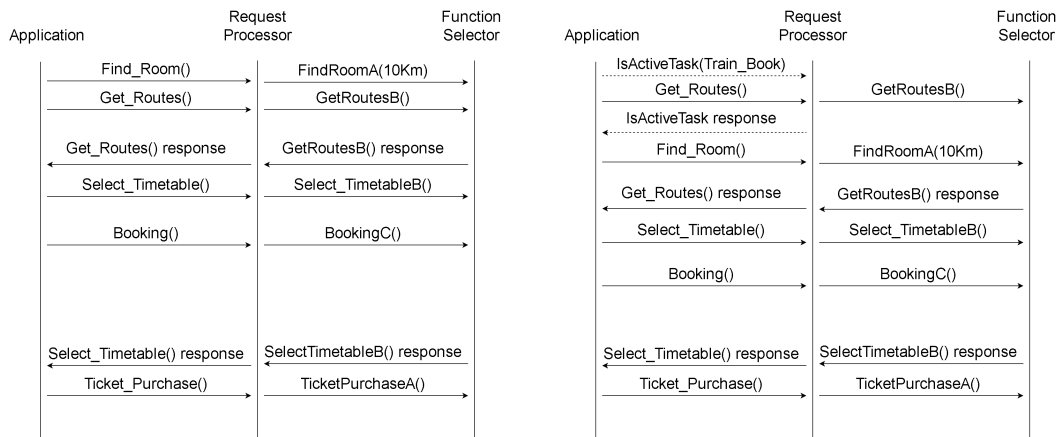 Application
Request
Processor
Function
Selector
Find_Room()
FindRoomA(10Km)
Get_Routes()
GetRoutesB()
Get_Routes() response
GetRoutesB() response
Select_Timetable()
Select_TimetableB()
Booking()
BookingC()
Select_Timetable() response
SelectTimetableB() response
Ticket_Purchase()
TicketPurchaseA()
Application
Request
Processor
Function
Selector
IsActiveTask(Train_Book)
Get_Routes()
GetRoutesB()
IsActiveTask response
Find_Room()
FindRoomA(10Km)
Get_Routes() response
GetRoutesB() response
Select_Timetable()
Select_TimetableB()
Booking()
BookingC()
Select_Timetable() response
SelectTimetableB() response
Ticket_Purchase()
TicketPurchaseA()